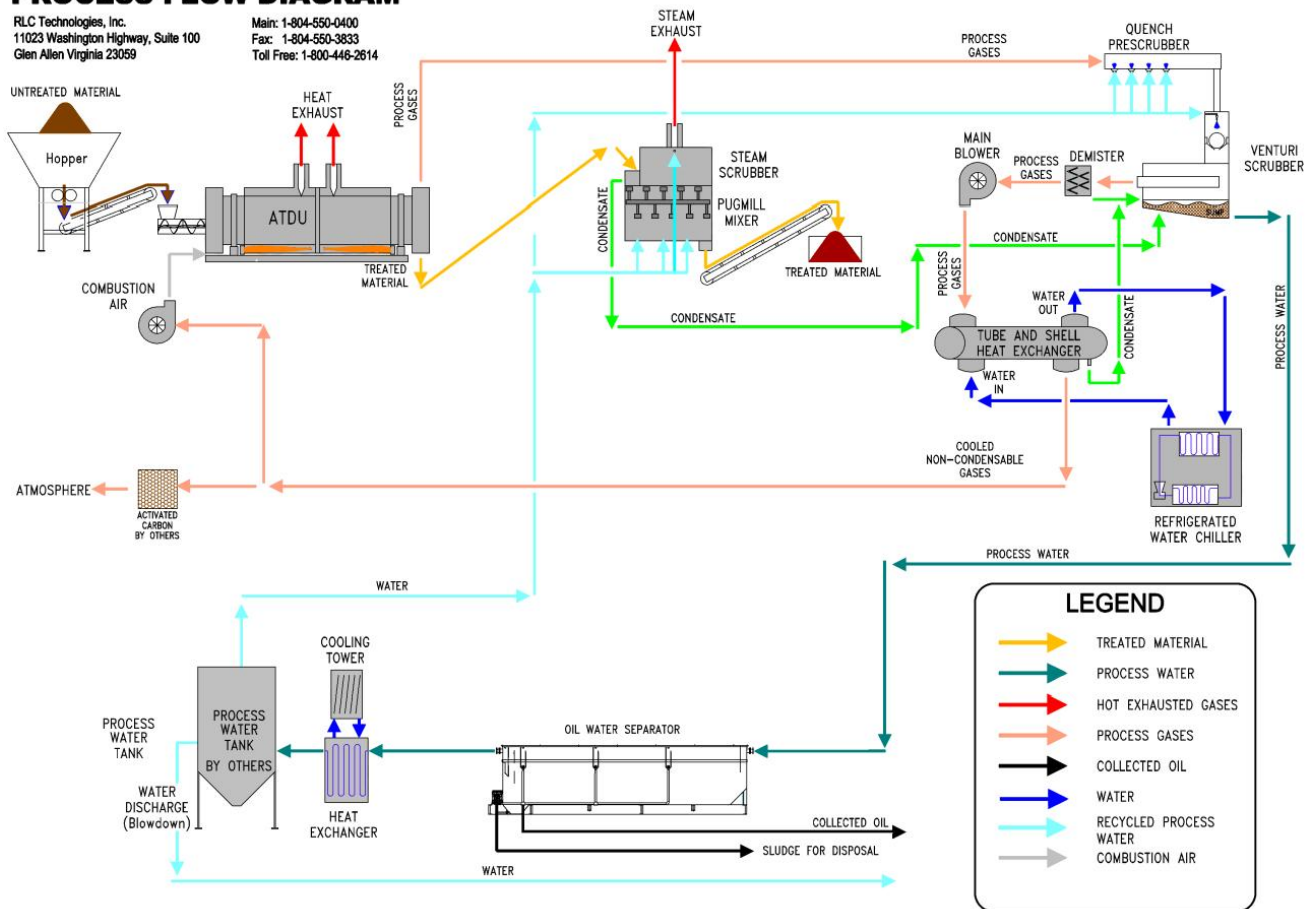 PROCESS FLOW DIAGRAM
RLC Technologies, Inc.
11023 Washington Highway, Suite 100
Glen Allen Virginia 23059
Main: 1-804-550-0400
Fax: 1-804-550-3833
Toll Free: 1-800-446-2614
UNTREATED MATERIAL
Hopper
HEAT
EXHAUST
ATDU
PROCESS
GASES
TREATED
MATERIAL
COMBUSTION
AIR
STEAM
EXHAUST
STEAM
SCRUBBER
PUGMILL
MIXER
CONDENSATE
TREATED MATERIAL
CONDENSATE
PROCESS
GASES
QUENCH
PRESCRUBBER
MAIN
BLOWER
PROCESS
GASES
DEMISTER
VENTURI
SCRUBBER
SUMP
CONDENSATE
PROCESS
GASES
WATER
OUT
TUBE AND SHELL
HEAT EXCHANGER
CONDENSATE
WATER
IN
PROCESS WATER
COOLED
NON-CONDENSABLE
GASES
REFRIGERATED
WATER CHILLER
ATMOSPHERE
ACTIVATED
CARBON
BY OTHERS
PROCESS WATER
WATER
COOLING
TOWER
PROCESS
WATER
TANK
PROCESS
WATER
TANK
BY OTHERS
OIL WATER SEPARATOR
WATER
DISCHARGE
(Blowdown)
HEAT
EXCHANGER
COLLECTED OIL
SLUDGE FOR DISPOSAL
WATER
LEGEND
TREATED MATERIAL
PROCESS WATER
HOT EXHAUSTED GASES
PROCESS GASES
COLLECTED OIL
WATER
RECYCLED PROCESS
WATER
COMBUSTION AIR